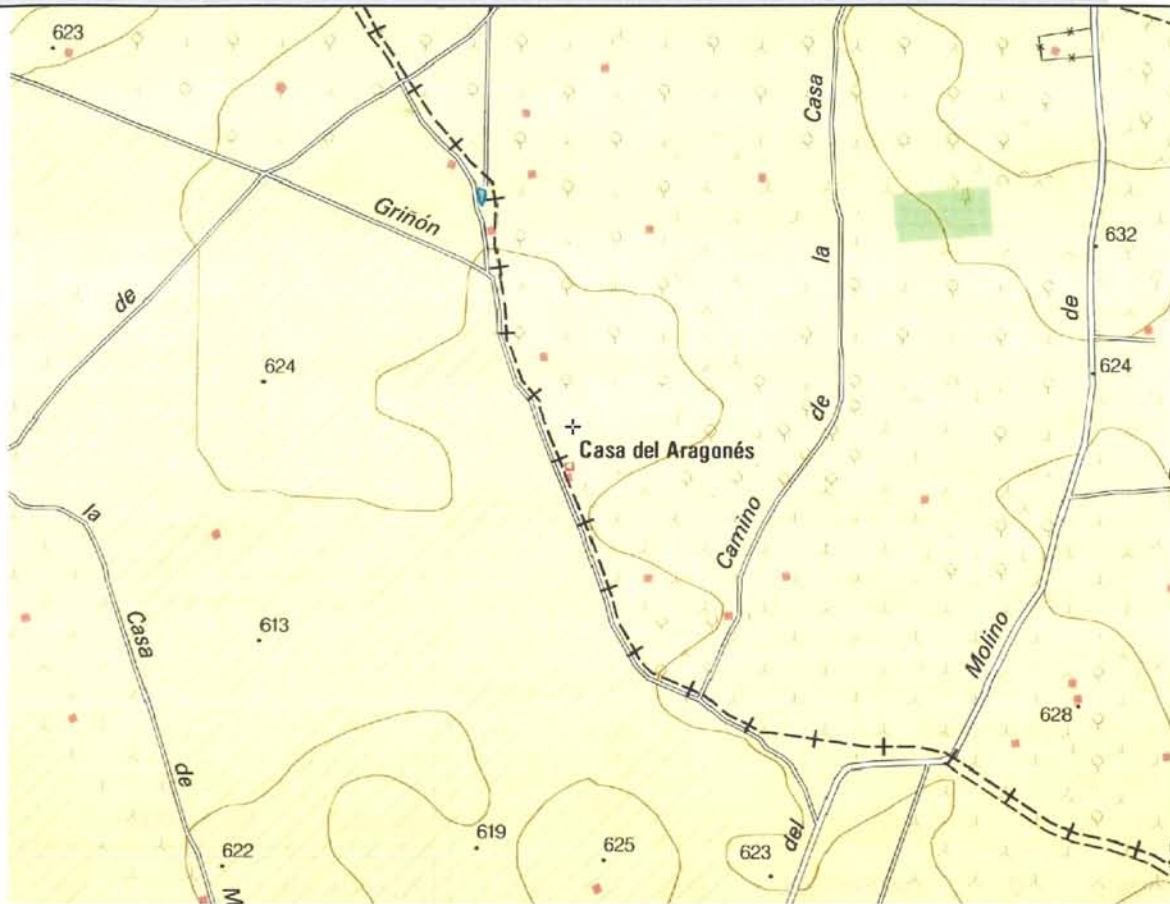 623
Casa
Griñón
la
632
de
de
624
624
de
Casa del Aragonés
la
Camino
Casa
613
Molino
628
de
619
625
623
del
622
M